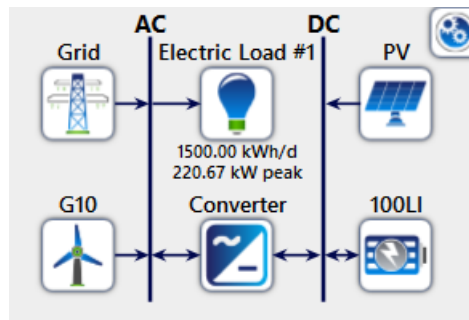 AC
DC
Grid
Electric Load #1
PV
1500.00 kWh/d
220.67 kW peak
G10
Converter
100LI